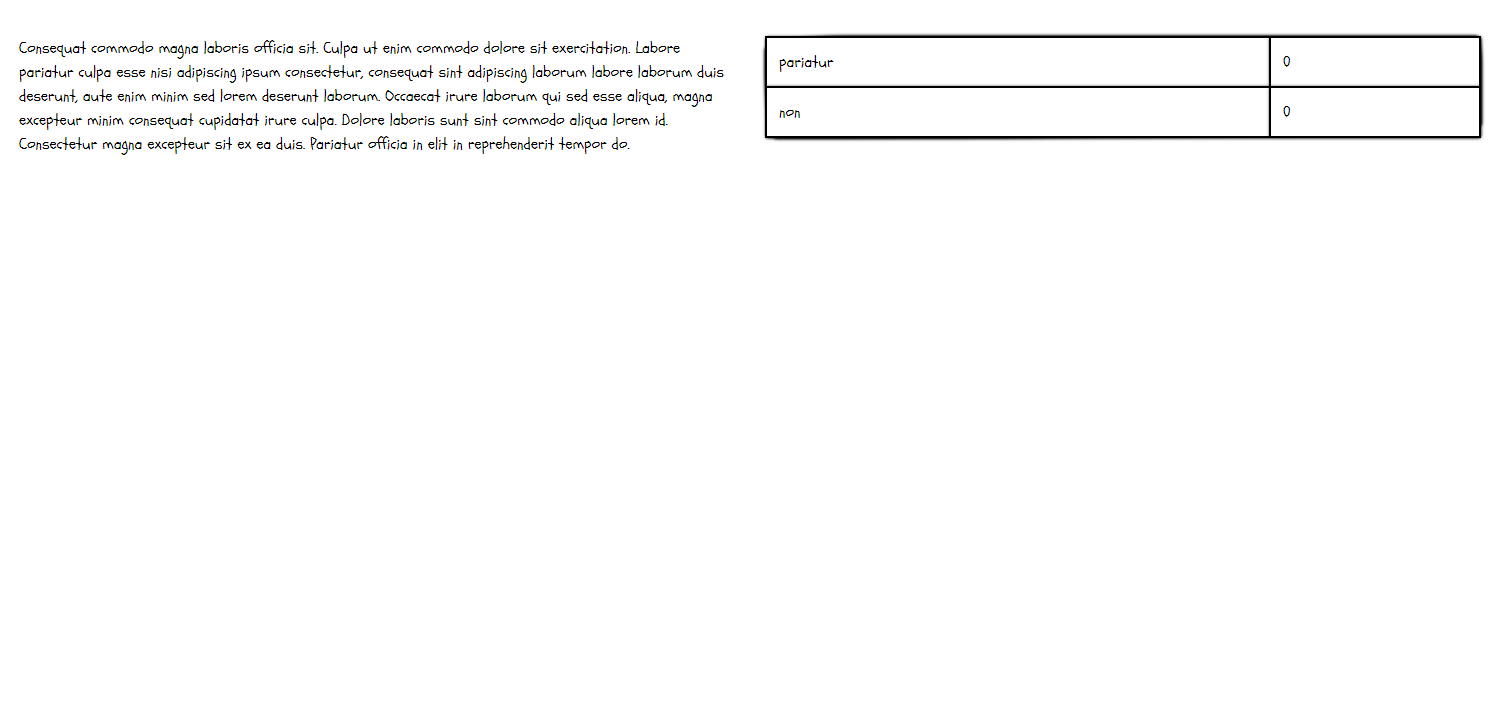 Consequat commodo magna laboris officia sit. Culpa ut enim commodo dolore sit exercitation. Labore
pariatur culpa esse nisi adipiscing ipsum consectetur, consequat sint adipiscing laborum labore laborum duis
deserunt, aute enim minim sed lorem deserunt laborum. Occaecat irure laborum qui sed esse aliqua, magna
excepteur minim consequat cupidatat irure culpa. Dolore laboris sunt sint commodo aliqua lorem id.
Consectetur magna excepteur sit ex ea duis. Pariatur officia in elit in reprehenderit tempor do.
pariatur 0
non 0